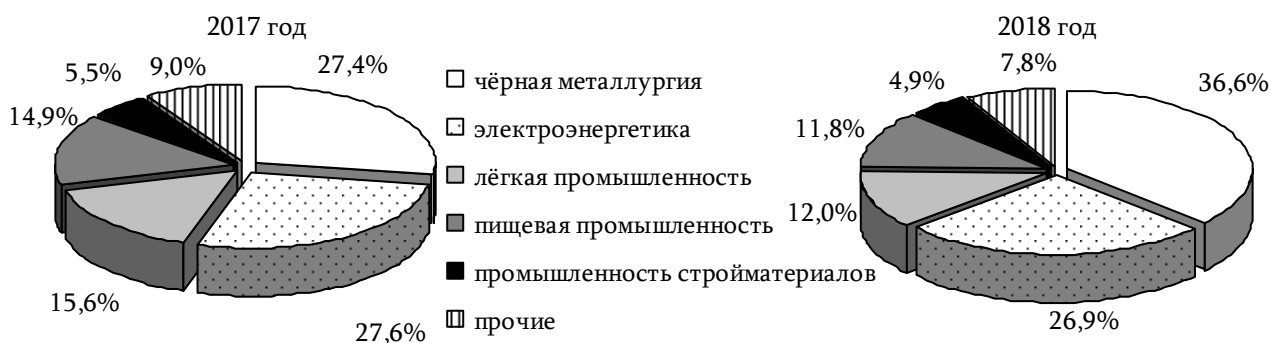 2017 год
2018 год
5,5%
9,0%
27,4%
14,9%
15,6%
27,6%
чёрная металлургия
электроэнергетика
лёгкая промышленность
пищевая промышленность
промышленность стройматериалов
прочие
4,9%
7,8%
36,6%
11,8%
12,0%
26,9%